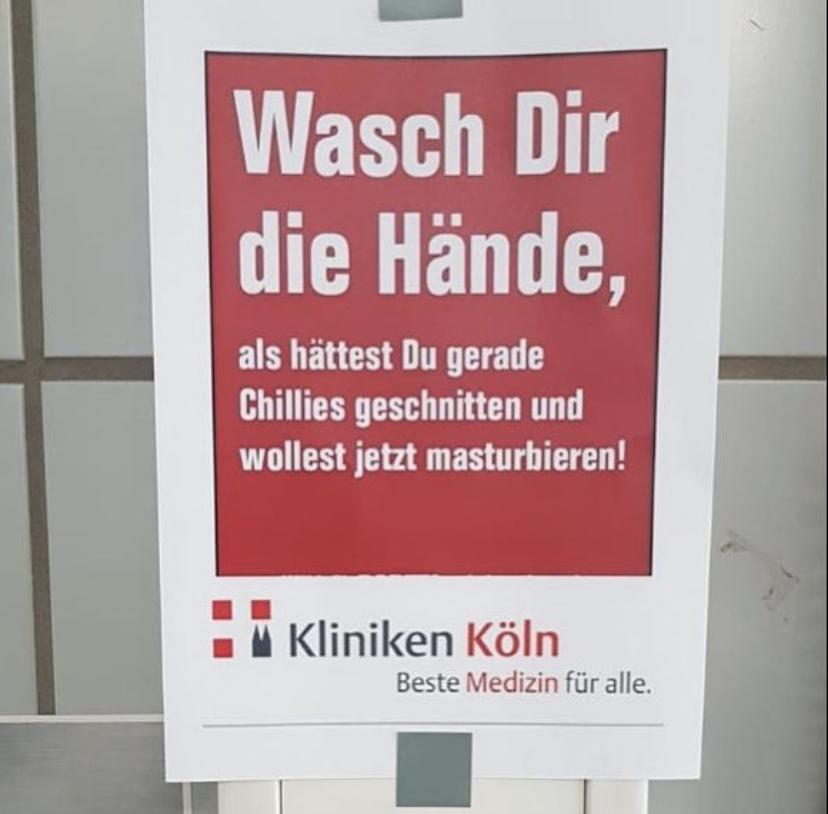 Wasch Dir
die Hände,
als hättest Du gerade
Chillies geschnitten und
wollest jetzt masturbieren!
Kliniken Köln
Beste Medizin für alle.